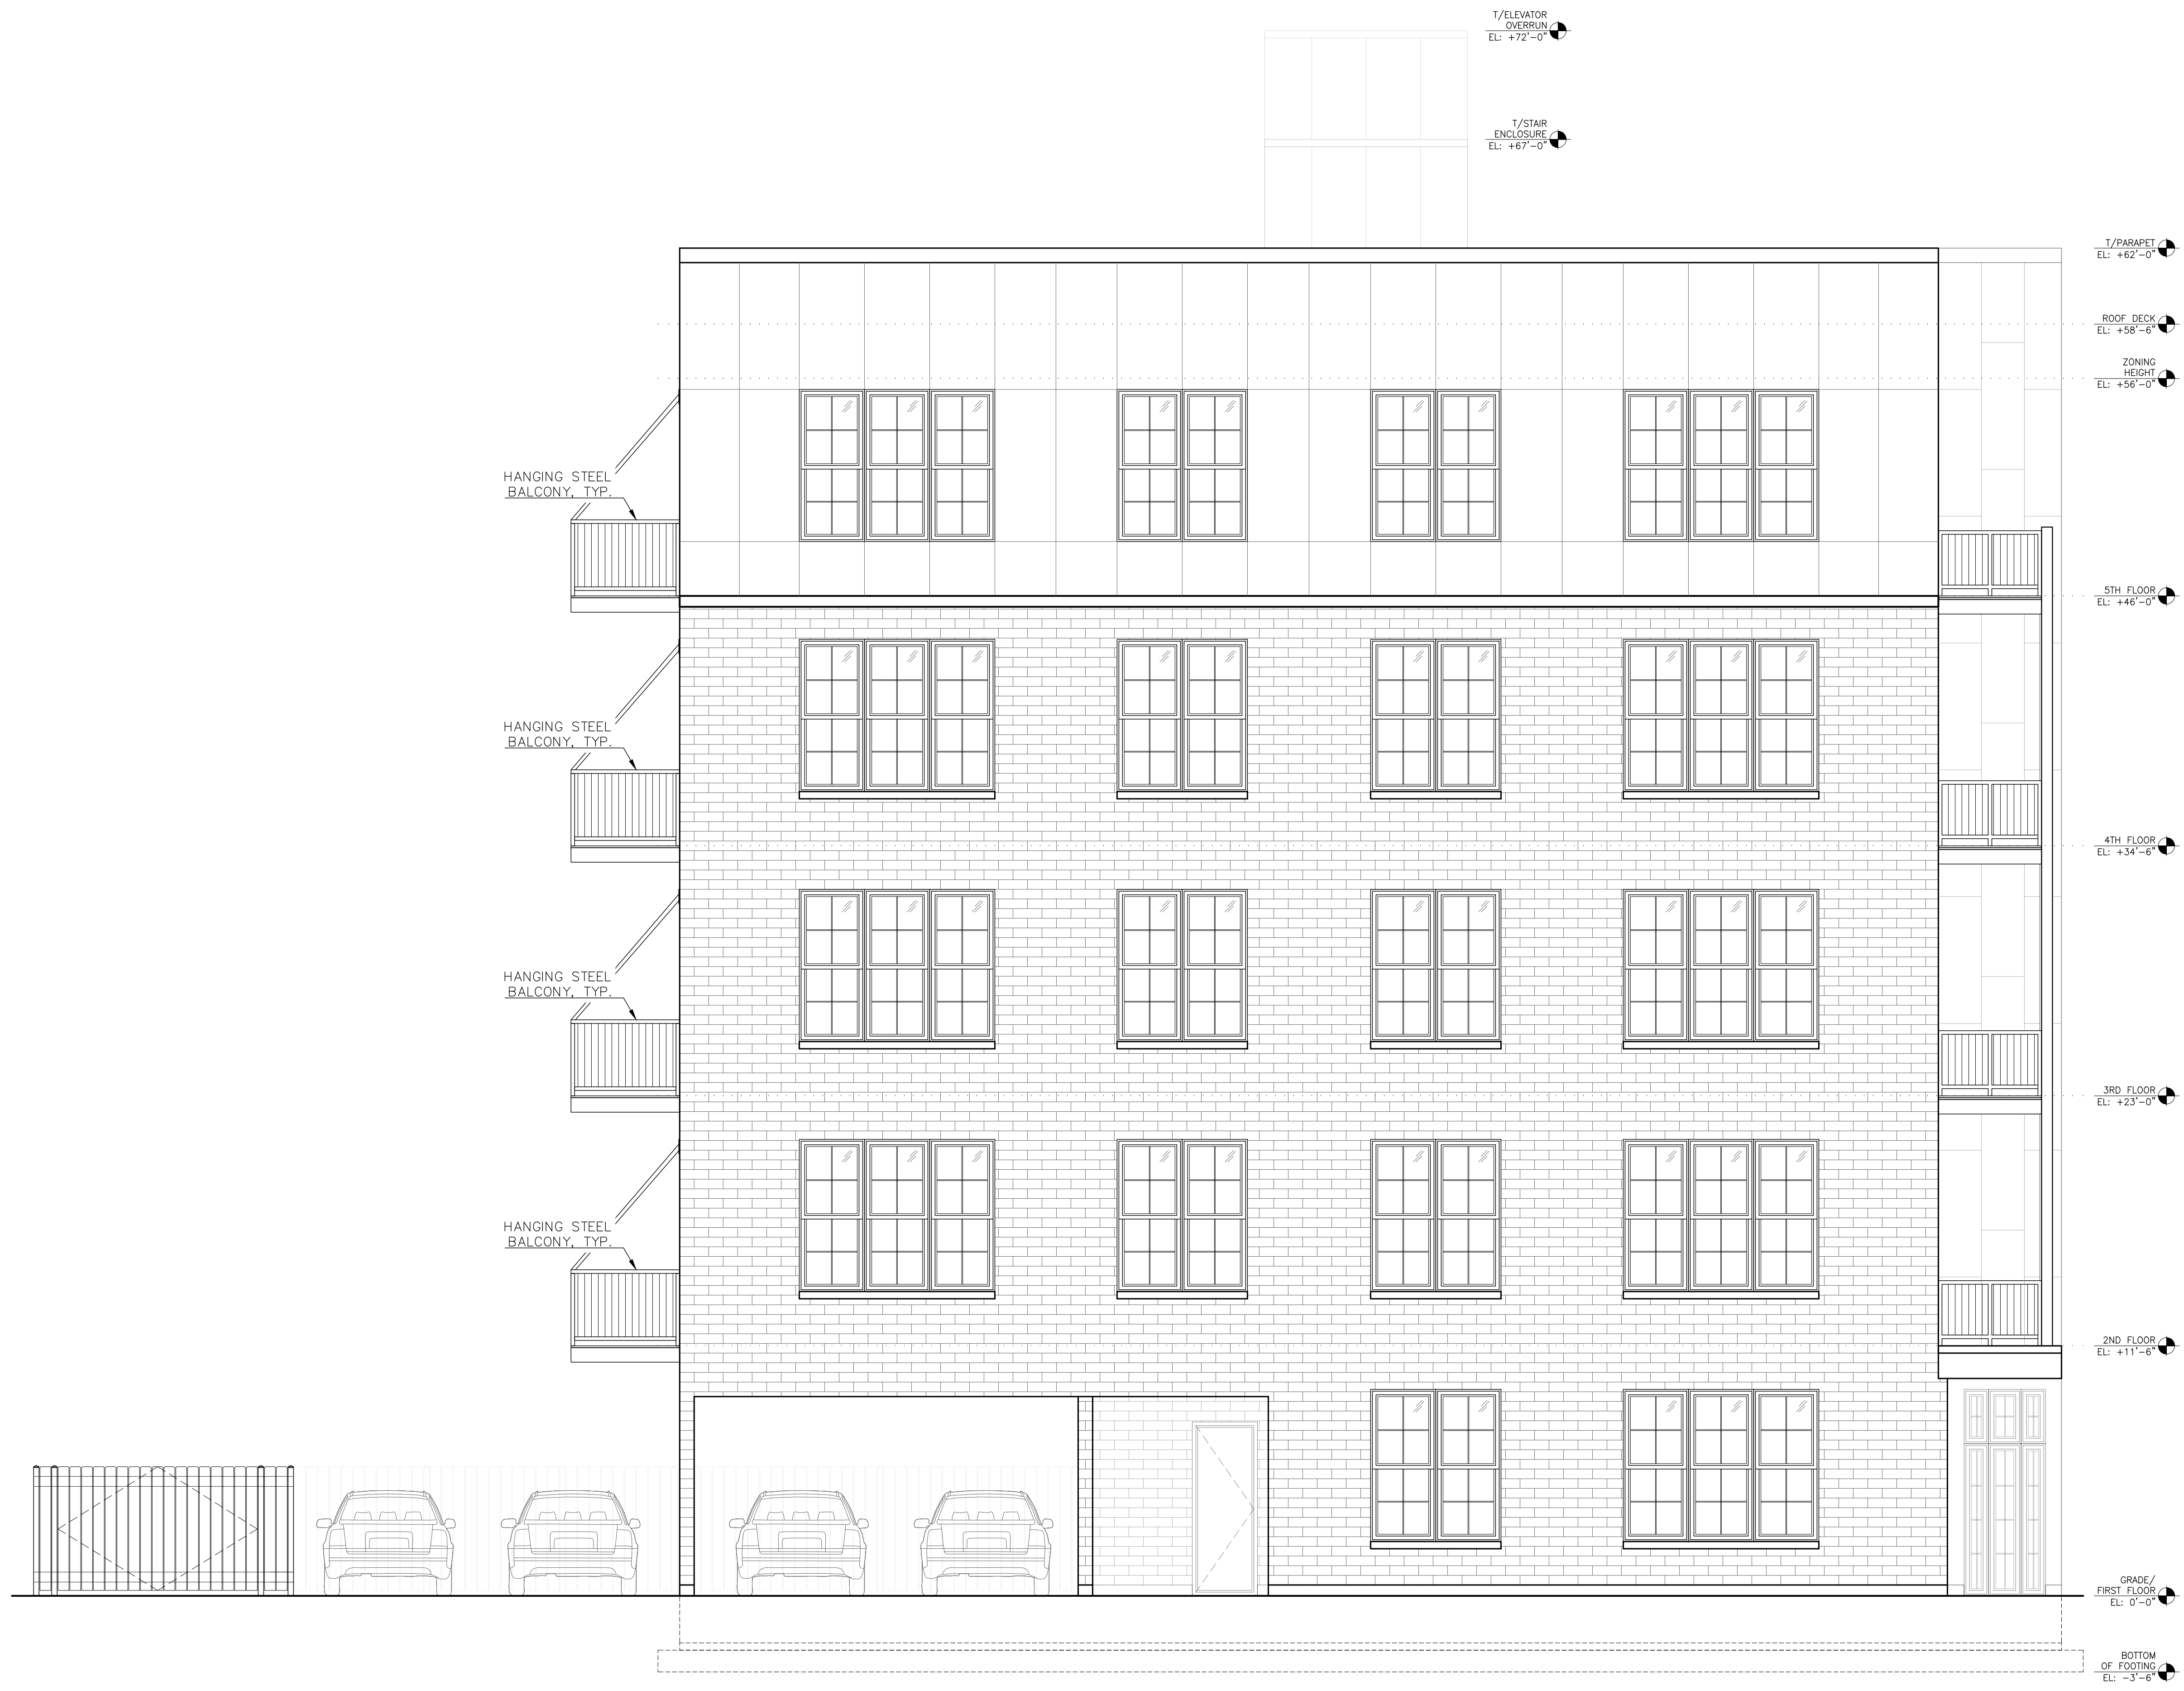 T/ELEVATOR
OVERRUN
EL: +72'-0"
T/STAIR
ENCLOSURE
EL: +67'-0"
T/PARAPET
EL: +62'-0"
ROOF DECK
EL: +58'-6"
ZONING
HEIGHT
EL: +56'-0"
HANGING STEEL
BALCONY, TYP.
5TH FLOOR
EL: +46'-0"
HANGING STEEL
BALCONY, TYP.
4TH FLOOR
EL: +34'-6"
HANGING STEEL
BALCONY, TYP.
3RD FLOOR
EL: +23'-0"
HANGING STEEL
BALCONY, TYP.
2ND FLOOR
EL: +11'-6"
GRADE/
FIRST FLOOR
EL: 0'-0"
BOTTOM
OF FOOTING
EL: -3'-6"